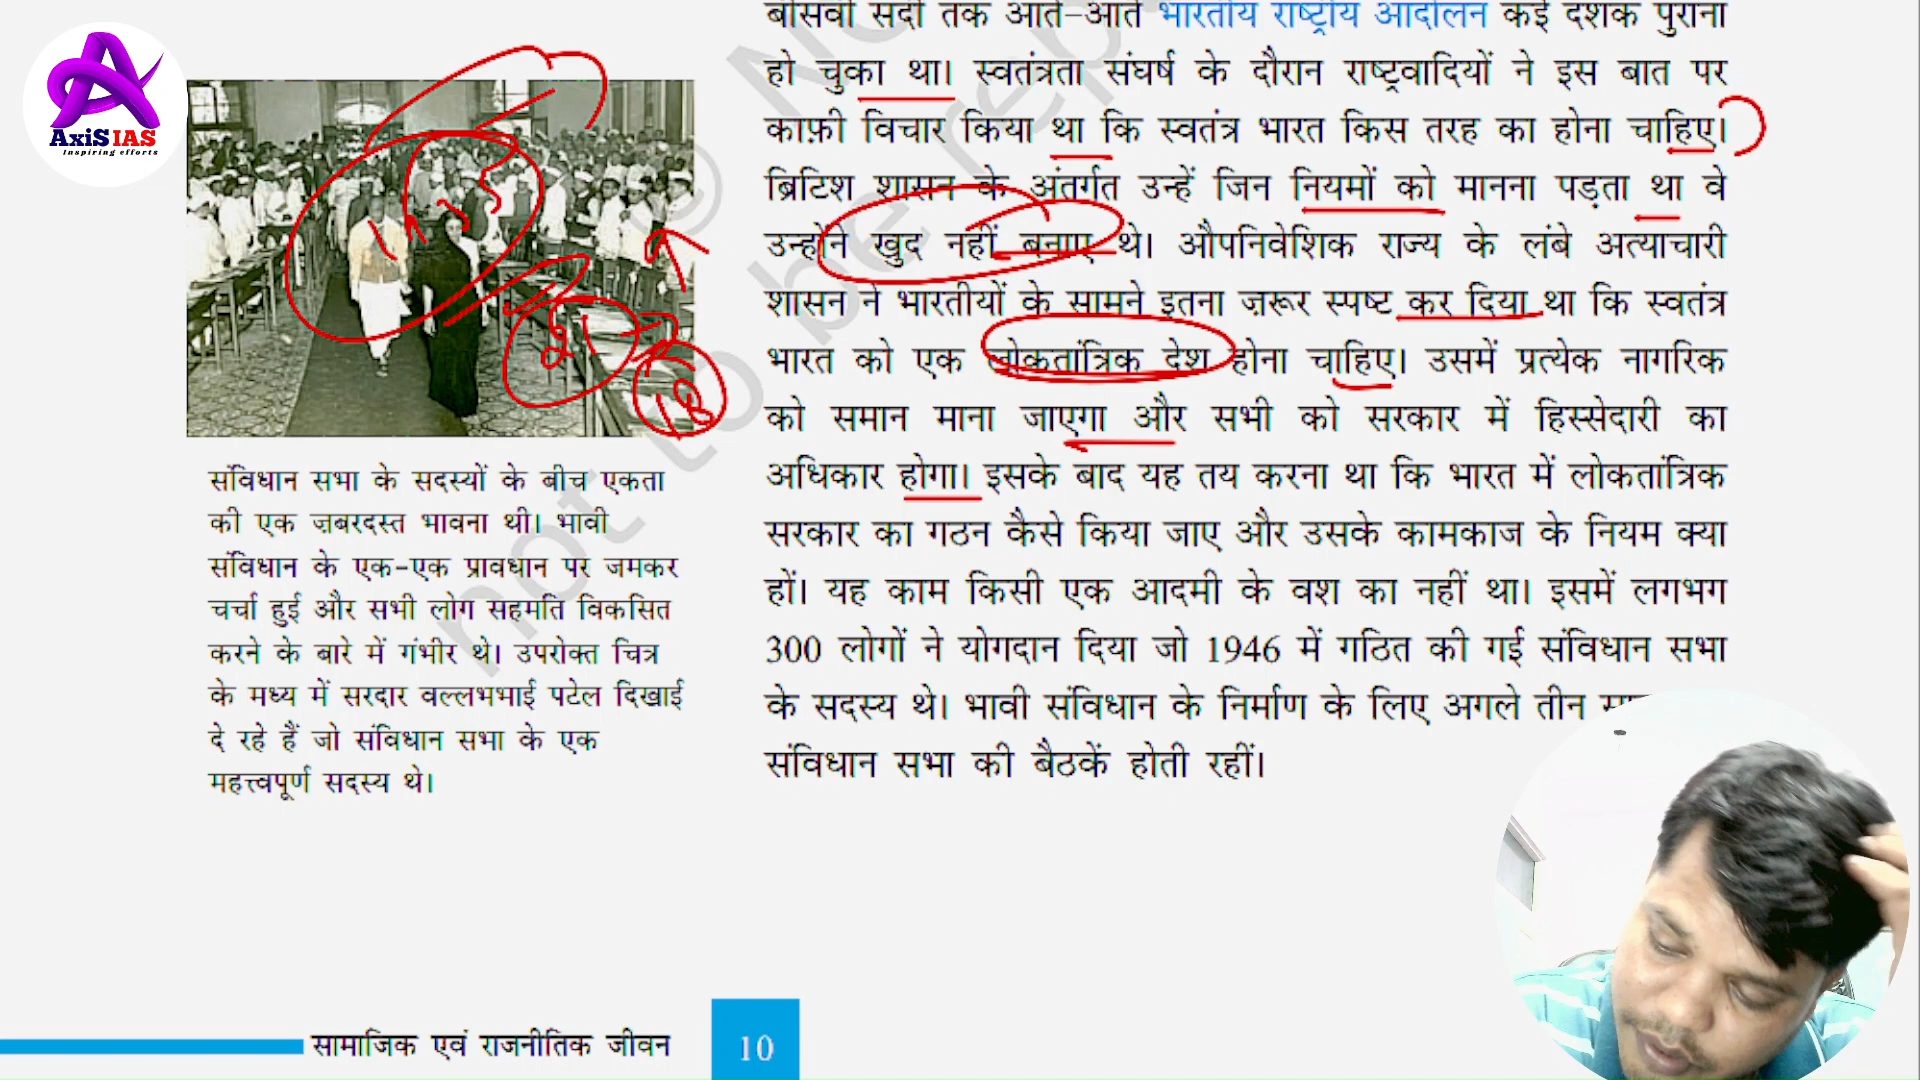 AxiS IAS
Inspiring efforts
बीसवीं सदी तक आते-आते भारतीय राष्ट्रीय आंदोलन कई दशक पुराना
हो चुका था। स्वतंत्रता संघर्ष के दौरान राष्ट्रवादियों ने इस बात पर
काफ़ी विचार किया था कि स्वतंत्र भारत किस तरह का होना चाहिए।
ब्रिटिश शासन के अंतर्गत उन्हें जिन नियमों को मानना पड़ता था वे
उन्होंने खुद नहीं बनाए थे। औपनिवेशिक राज्य के लंबे अत्याचारी
शासन ने भारतीयों के सामने इतना ज़रूर स्पष्ट कर दिया था कि स्वतंत्र
भारत को एक लोकतांत्रिक देश होना चाहिए। उसमें प्रत्येक नागरिक
को समान माना जाएगा और सभी को सरकार में हिस्सेदारी का
अधिकार होगा। इसके बाद यह तय करना था कि भारत में लोकतांत्रिक
सरकार का गठन कैसे किया जाए और उसके कामकाज के नियम क्या
हों। यह काम किसी एक आदमी के वश का नहीं था। इसमें लगभग
300 लोगों ने योगदान दिया जो 1946 में गठित की गई संविधान सभा
के सदस्य थे। भावी संविधान के निर्माण के लिए अगले तीन
संविधान सभा की बैठकें होती रहीं।
संविधान सभा के सदस्यों के बीच एकता
की एक ज़बरदस्त भावना थी। भावी
संविधान के एक-एक प्रावधान पर जमकर
चर्चा हुई और सभी लोग सहमति विकसित
करने के बारे में गंभीर थे। उपरोक्त चित्र
के मध्य में सरदार वल्लभभाई पटेल दिखाई
दे रहे हैं जो संविधान सभा के एक
महत्त्वपूर्ण सदस्य थे।
not to be rep
सामाजिक एवं राजनीतिक जीवन
10